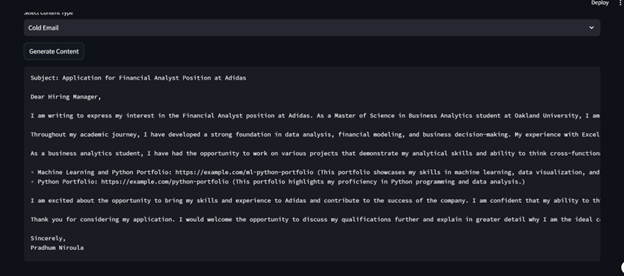 Deploy
Select Content Type
Cold Email
Generate Content
Subject: Application for Financial Analyst Position at Adidas
Dear Hiring Manager,
I am writing to express my interest in the Financial Analyst position at Adidas. As a Master of Science in Business Analytics student at Oakland University, I am
Throughout my academic journey, I have developed a strong foundation in data analysis, financial modeling, and business decision-making. My experience with Excel
As a business analytics student, I have had the opportunity to work on various projects that demonstrate my analytical skills and ability to think cross-function
* Machine Learning and Python Portfolio: https://example.com/ml-python-portfolio (This portfolio showcases my skills in machine learning, data visualization, and
* Python Portfolio: https://example.com/python-portfolio (This portfolio highlights my proficiency in Python programming and data analysis.)
I am excited about the opportunity to bring my skills and experience to Adidas and contribute to the success of the company. I am confident that my ability to th
Thank you for considering my application. I would welcome the opportunity to discuss my qualifications further and explain in greater detail why I am the ideal c
Sincerely,
Pradhum Niroula